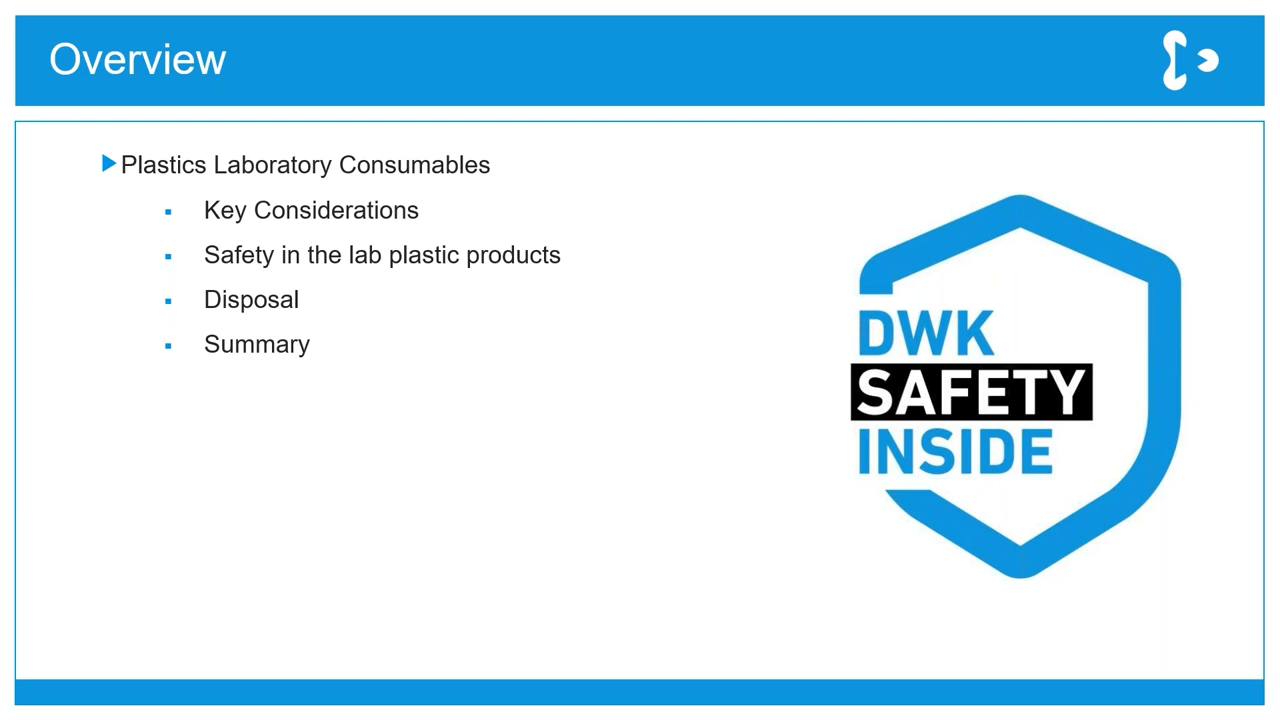 Overview
Plastics Laboratory Consumables
Key Considerations
Safety in the lab plastic products
Disposal
Summary
DWK
SAFETY
INSIDE